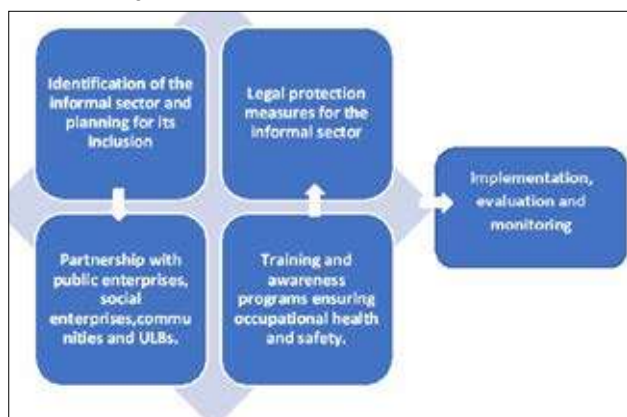 Identification of the
informal sector and
planning for its
inclusion
Legal protection
measures for the
informal sector
Implementation,
evaluation and
monitoring
Partnership with
public enterprises,
social
enterprises,commu
nities and ULBs.
Training and
awareness
programs ensuring
occupational health
and safety.